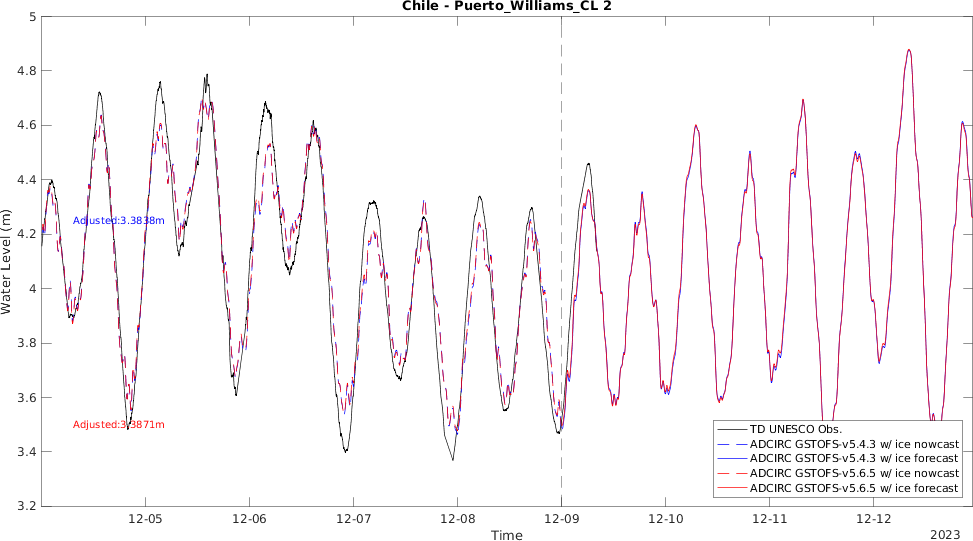 Chile - Puerto_Williams_CL 2
5
4.8
4.6
4.4
4.2
4
3.8
3.6
3.4
3.2
Water Level (m)
Adjusted:3.3838m
Adjusted:3.3871m
TD UNESCO Obs.
ADCIRC GSTOFS-v5.4.3 w/ ice nowcast
ADCIRC GSTOFS-v5.4.3 w/ ice forecast
ADCIRC GSTOFS-v5.6.5 w/ ice nowcast
ADCIRC GSTOFS-v5.6.5 w/ ice forecast
12-05 12-06 12-07 12-08 12-09 12-10 12-11 12-12
Time
2023